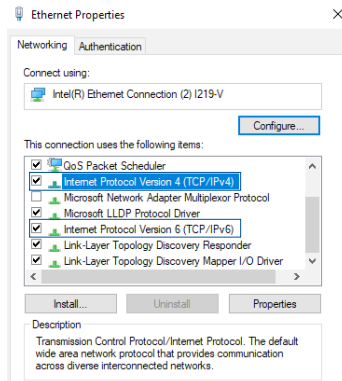 Ethernet Properties
Networking Authentication
Connect using:
Intel(R) Ethernet Connection (2) I219-V
Configure...
This connection uses the following items:
QoS Packet Scheduler
Internet Protocol Version 4 (TCP/IPv4)
Microsoft Network Adapter Multiplexor Protocol
Microsoft LLDP Protocol Driver
Internet Protocol Version 6 (TCP/IPv6)
Link-Layer Topology Discovery Responder
Link-Layer Topology Discovery Mapper I/O Driver
Install... Uninstall Properties
Description
Transmission Control Protocol/Internet Protocol. The default
wide area network protocol that provides communication
across diverse interconnected networks.